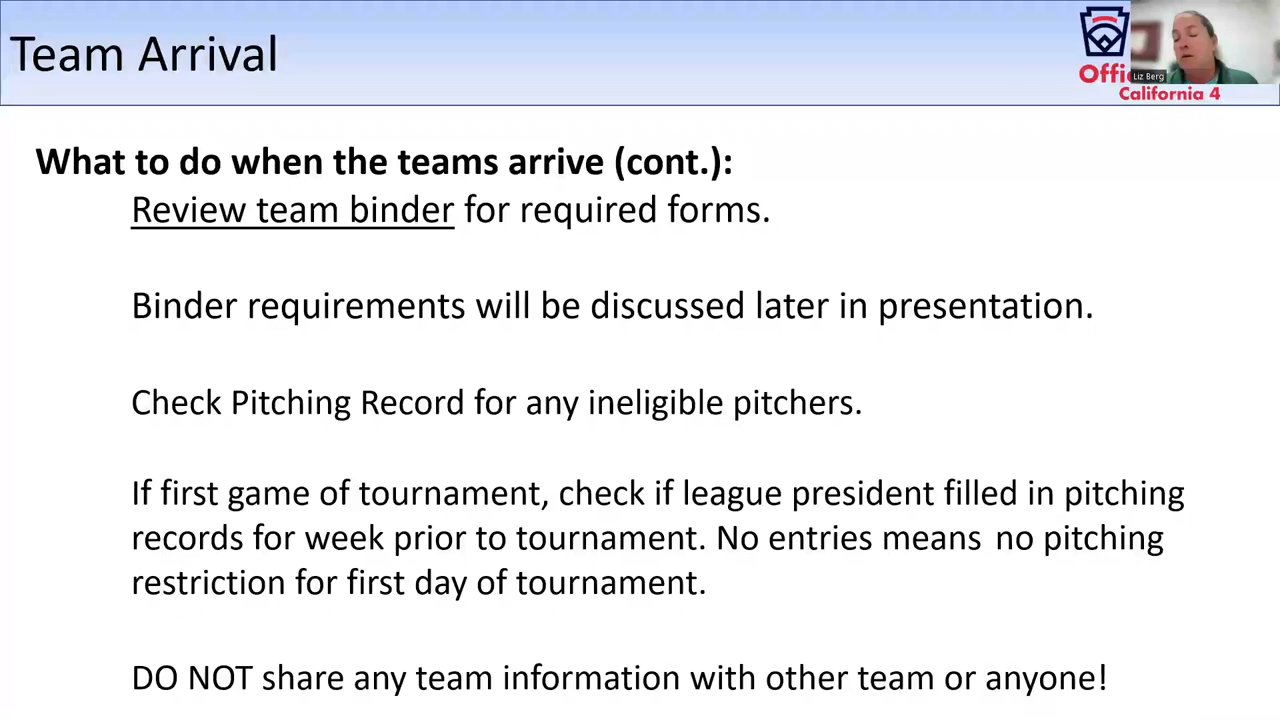 Team Arrival
Liz Berg
California 4
What to do when the teams arrive (cont.):
Review team binder for required forms.
Binder requirements will be discussed later in presentation.
Check Pitching Record for any ineligible pitchers.
If first game of tournament, check if league president filled in pitching
records for week prior to tournament. No entries means no pitching
restriction for first day of tournament.
DO NOT share any team information with other team or anyone!